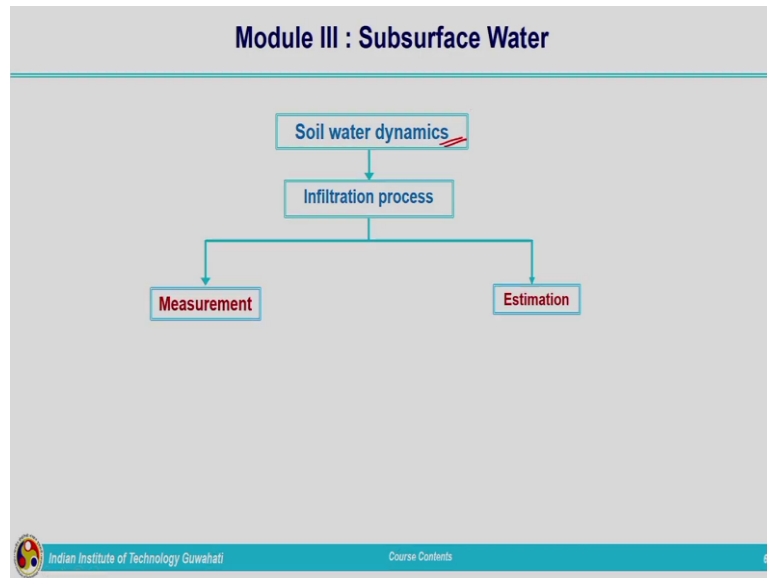 Module III : Subsurface Water
Soil water dynamics
Infiltration process
Measurement
Estimation
Indian Institute of Technology Guwahati
Course Contents